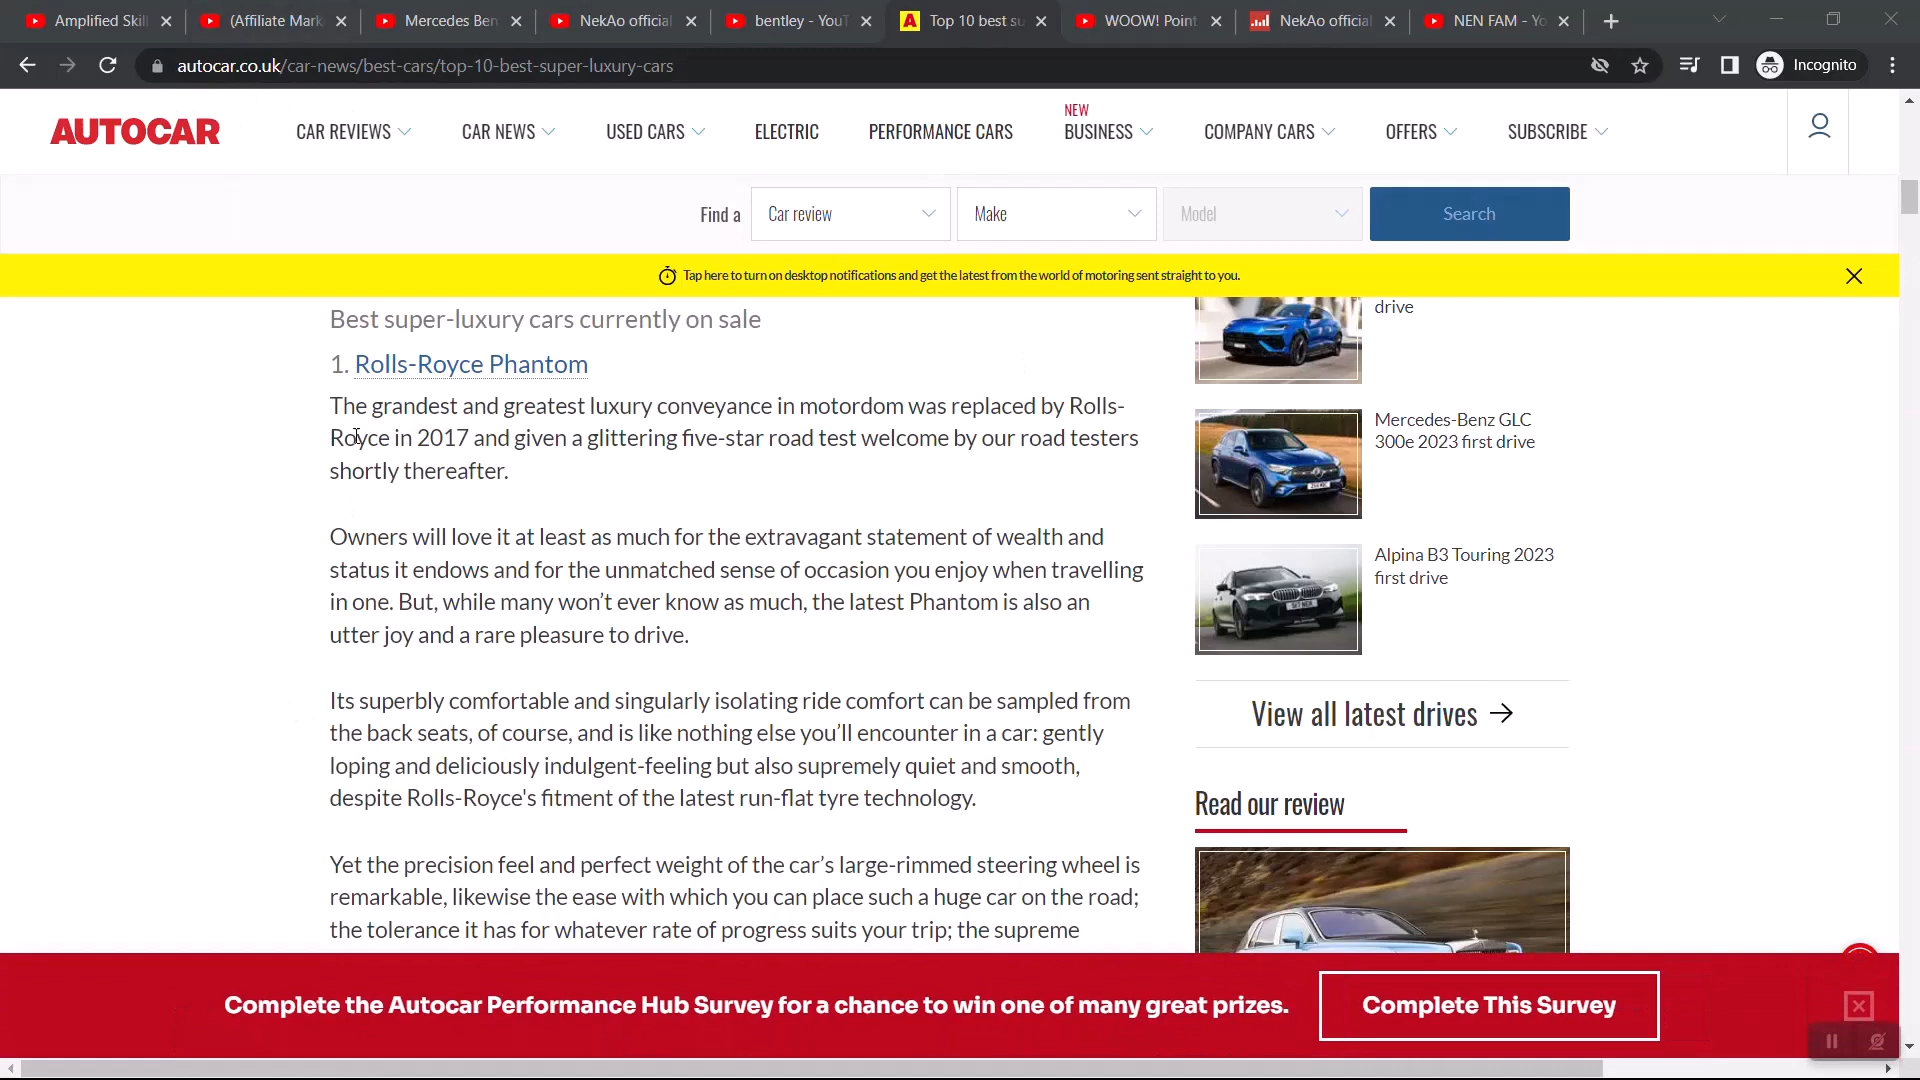 Amplified Skil
(Affiliate Mark
Mercedes Ben
NekAo official
bentley - YouT
Top 10 best su
WOOW! Point
NekAo official
NEN FAM - Yo
autocar.co.uk/car-news/best-cars/top-10-best-super-luxury-cars
Incognito
AUTOCAR
CAR REVIEWS
CAR NEWS
USED CARS
ELECTRIC
PERFORMANCE CARS
NEW
BUSINESS
COMPANY CARS
OFFERS
SUBSCRIBE
Find a
Car review
Make
Model
Search
Tap here to turn on desktop notifications and get the latest from the world of motoring sent straight to you.
Best super-luxury cars currently on sale
1. Rolls-Royce Phantom
The grandest and greatest luxury conveyance in motordom was replaced by Rolls-
Royce in 2017 and given a glittering five-star road test welcome by our road testers
shortly thereafter.
Owners will love it at least as much for the extravagant statement of wealth and
status it endows and for the unmatched sense of occasion you enjoy when travelling
in one. But, while many won’t ever know as much, the latest Phantom is also an
utter joy and a rare pleasure to drive.
Its superbly comfortable and singularly isolating ride comfort can be sampled from
the back seats, of course, and is like nothing else you’ll encounter in a car: gently
loping and deliciously indulgent-feeling but also supremely quiet and smooth,
despite Rolls-Royce's fitment of the latest run-flat tyre technology.
Yet the precision feel and perfect weight of the car’s large-rimmed steering wheel is
remarkable, likewise the ease with which you can place such a huge car on the road;
the tolerance it has for whatever rate of progress suits your trip; the supreme
drive
Mercedes-Benz GLC
300e 2023 first drive
Alpina B3 Touring 2023
first drive
View all latest drives
Read our review
Complete the Autocar Performance Hub Survey for a chance to win one of many great prizes.
Complete This Survey